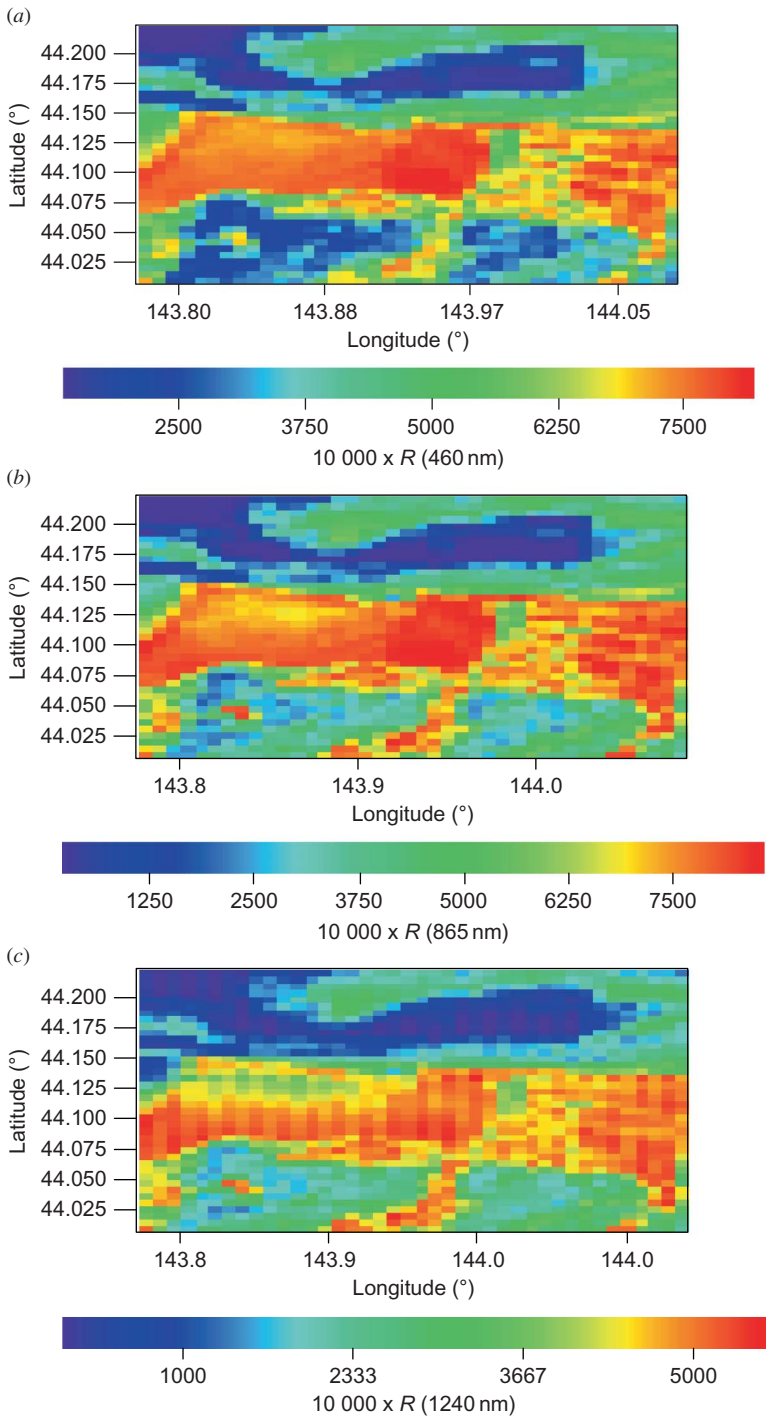 (a)
44.200
44.175
44.150
44.125
44.100
44.075
44.050
44.025
Latitude (°)
143.80 143.88 143.97 144.05
Longitude (°)
2500 3750 5000 6250 7500
10 000 x R (460 nm)
(b)
44.200
44.175
44.150
44.125
44.100
44.075
44.050
44.025
Latitude (°)
143.8 143.9 144.0
Longitude (°)
1250 2500 3750 5000 6250 7500
10 000 x R (865 nm)
(c)
44.200
44.175
44.150
44.125
44.100
44.075
44.050
44.025
Latitude (°)
143.8 143.9 144.0 144.0
Longitude (°)
1000 2333 3667 5000
10 000 x R (1240 nm)